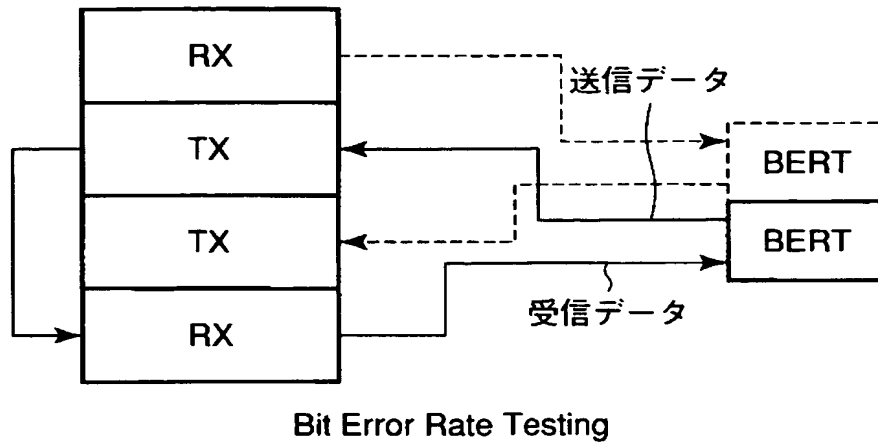 RX
送信データ
TX
BERT
TX
BERT
RX
受信データ
Bit Error Rate Testing